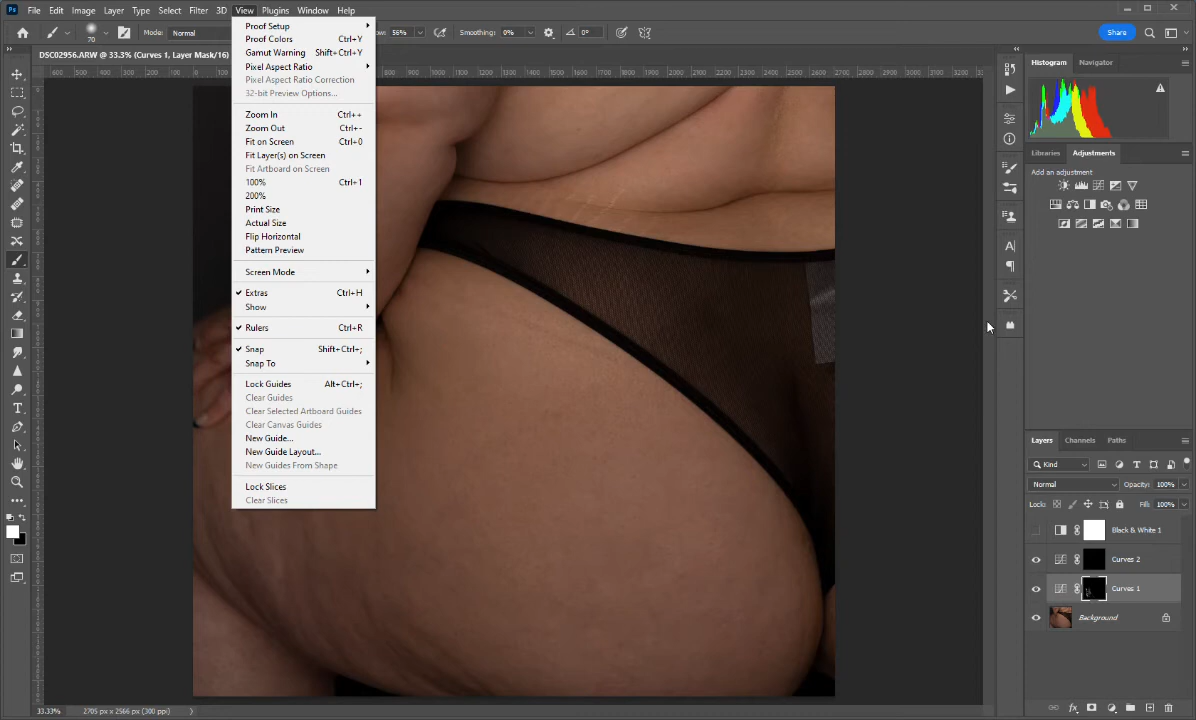 Ps File Edit Image Layer Type Select Filter 3D View Plugins Window Help
70 Mode: Normal 56% Smoothing: 0% 0° Share
DSC02956.ARW @ 33.3% (Curves 1, Layer Mask/16)
Proof Setup
Proof Colors Ctrl+Y
Gamut Warning Shift+Ctrl+Y
Pixel Aspect Ratio
Pixel Aspect Ratio Correction
32-bit Preview Options...
Zoom In Ctrl++
Zoom Out Ctrl+-
Fit on Screen Ctrl+0
Fit Layer(s) on Screen
Fit Artboard on Screen
100% Ctrl+1
200%
Print Size
Actual Size
Flip Horizontal
Pattern Preview
Screen Mode
Extras Ctrl+H
Show
Rulers Ctrl+R
Snap Shift+Ctrl+;
Snap To
Lock Guides Alt+Ctrl+;
Clear Guides
Clear Selected Artboard Guides
Clear Canvas Guides
New Guide...
New Guide Layout...
New Guides From Shape
Lock Slices
Clear Slices
Histogram Navigator
Libraries Adjustments
Add an adjustment
Layers Channels Paths
Kind
Normal Opacity: 100%
Lock: Fill: 100%
Black & White 1
Curves 2
Curves 1
Background
33.33% 2705 px x 2566 px (300 ppi)